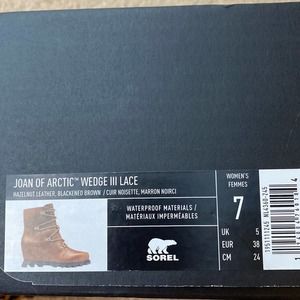 JOAN OF ARCTIC™ WEDGE III LACE
HAZELNUT LEATHER, BLACKENED BROWN / CUIR NOISETTE, MARRON NOIRCI
WATERPROOF MATERIALS /
MATÉRIAUX IMPERMÉABLES
SOREL
WOMEN'S
FEMMES
7
UK 5
EUR 38
CM 24